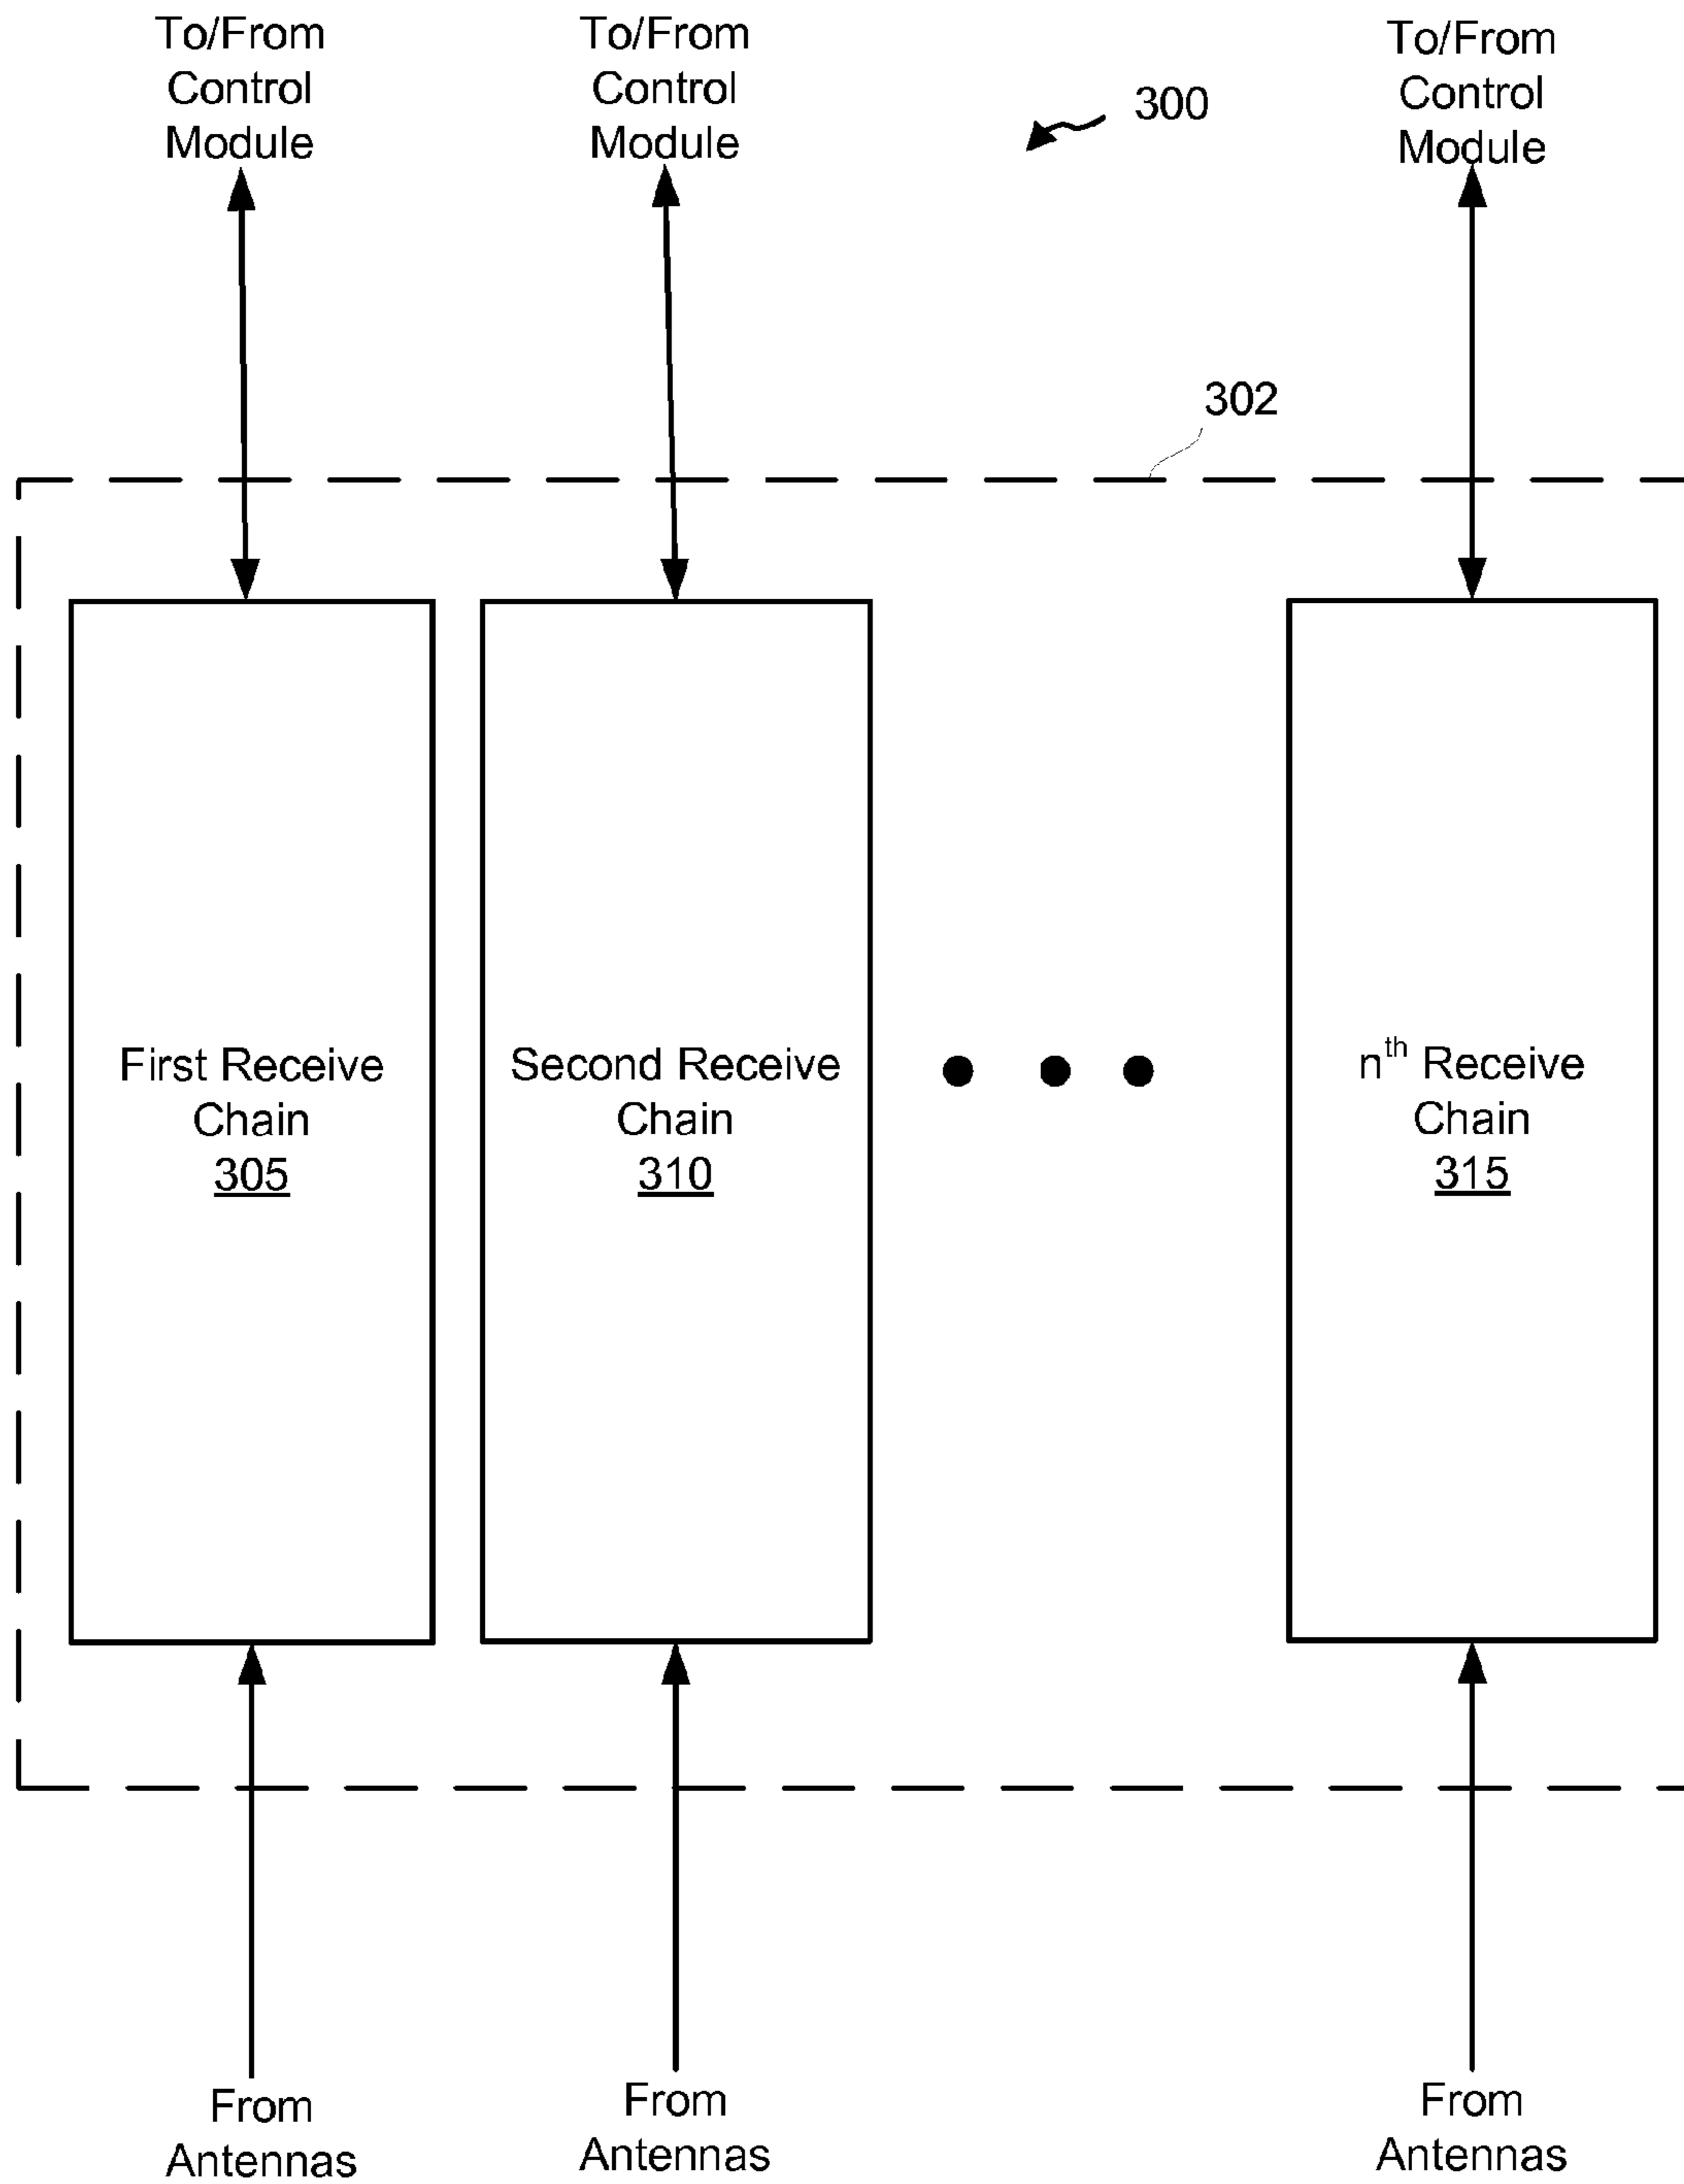 To/From
Control
Module
To/From
Control
Module
To/From
Control
Module
300
302
First Receive
Chain
305
Second Receive
Chain
310
nth Receive
Chain
315
From
Antennas
From
Antennas
From
Antennas